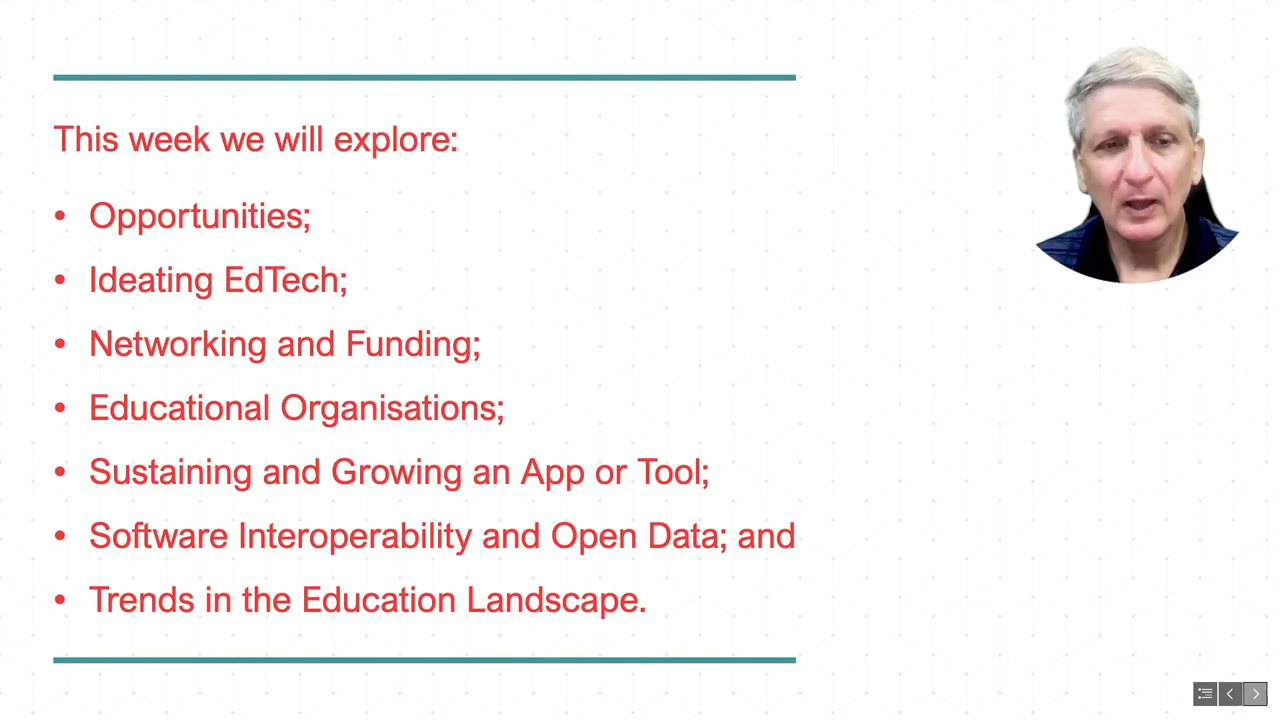 This week we will explore:
• Opportunities;
• Ideating EdTech;
• Networking and Funding;
• Educational Organisations;
• Sustaining and Growing an App or Tool;
• Software Interoperability and Open Data; and
• Trends in the Education Landscape.